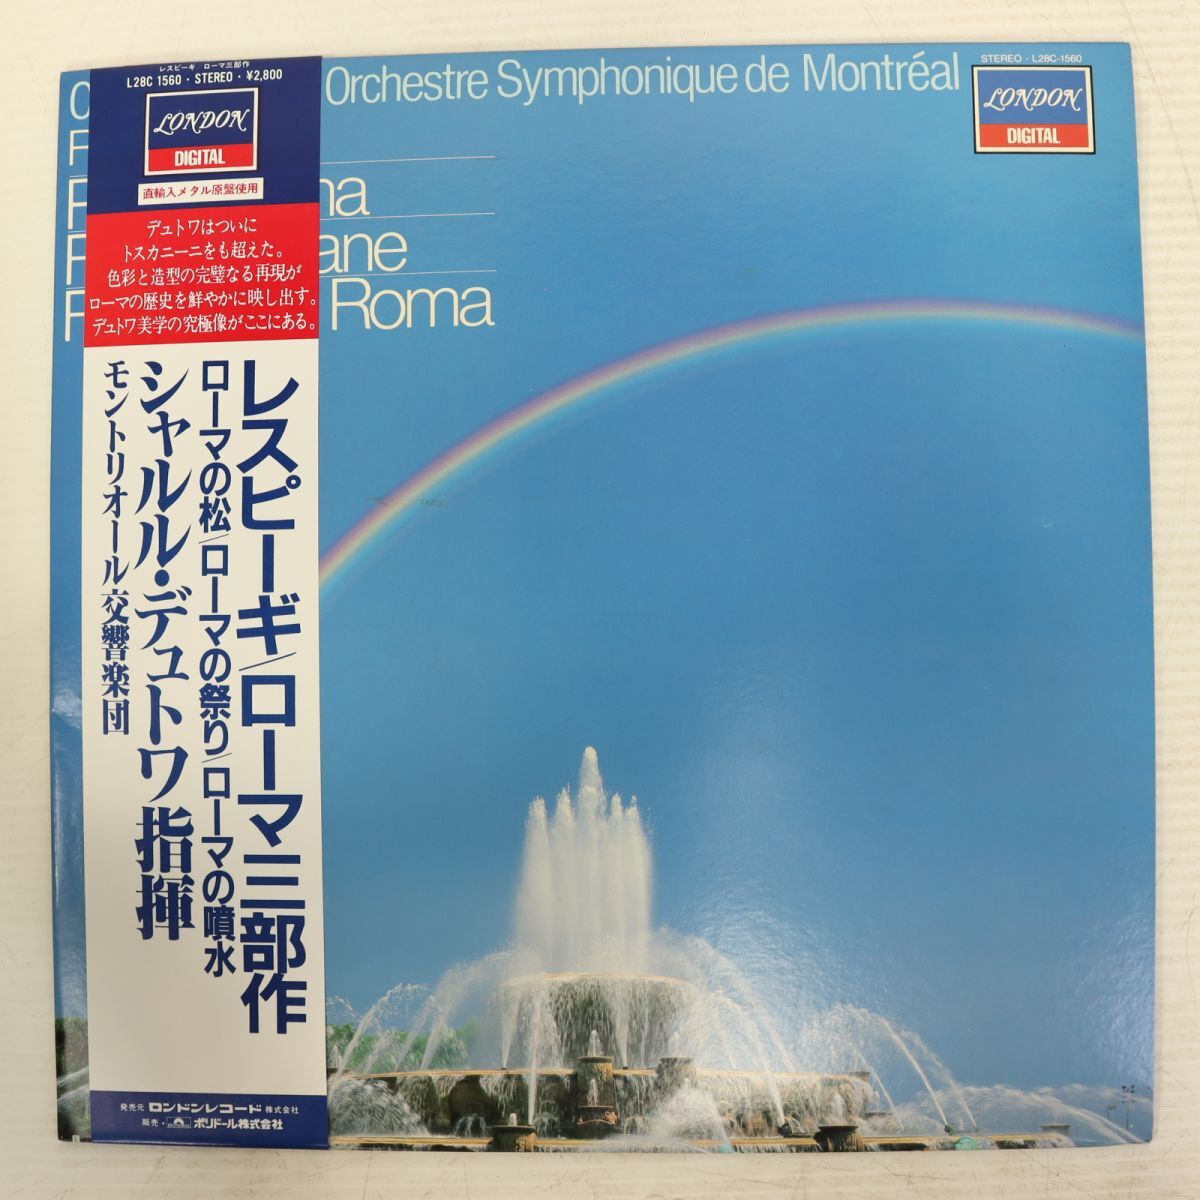 レスピーギ ローマ三部作
L28C 1560・STEREO・¥2,800
LONDON
DIGITAL
直輸入メタル原盤使用
デュトワはついに
トスカニーニをも超えた。
色彩と造型の完璧なる再現が
ローマの歴史を鮮やかに映し出す。
デュトワ美学の究極像がここにある。
レスピーギ/ローマ三部作
ローマの松/ローマの祭り/ローマの噴水
シャルル・デュトワ指揮
モントリオール交響楽団
発売元 ロンドンレコード 株式会社
販売・ポリドール株式会社
Orchestre Symphonique de Montréal
Roma
STEREO・L28C-1560
LONDON
DIGITAL